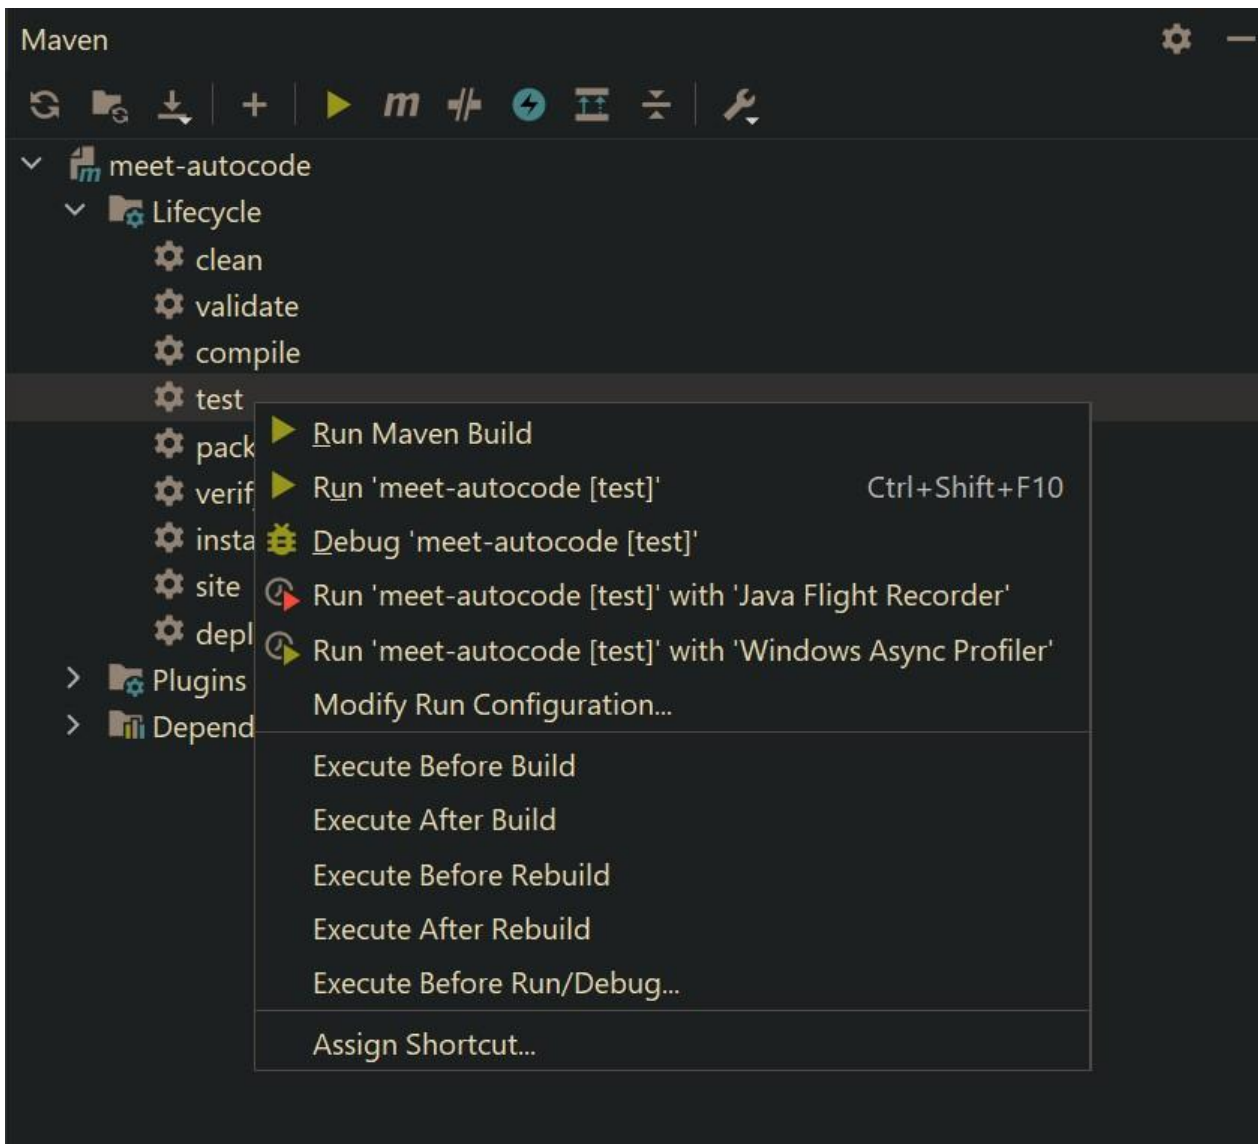 Maven
m
m meet-autocode
Lifecycle
clean
validate
compile
test
pack
verif
insta
site
depl
Plugins
Depend
Run Maven Build
Run 'meet-autocode [test]' Ctrl+Shift+F10
Debug 'meet-autocode [test]'
Run 'meet-autocode [test]' with 'Java Flight Recorder'
Run 'meet-autocode [test]' with 'Windows Async Profiler'
Modify Run Configuration...
Execute Before Build
Execute After Build
Execute Before Rebuild
Execute After Rebuild
Execute Before Run/Debug...
Assign Shortcut...